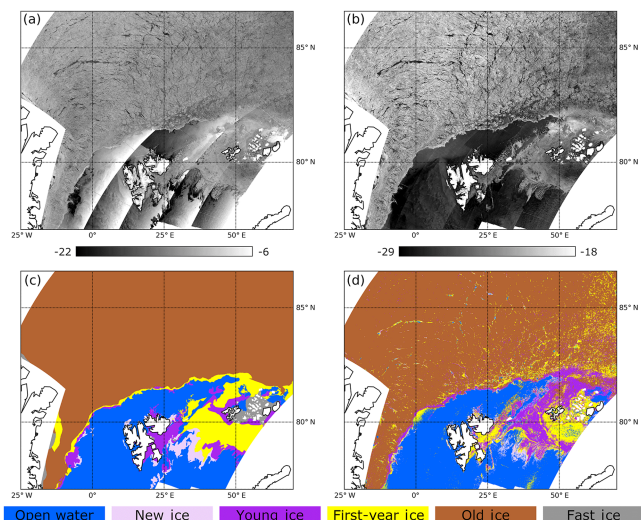 (a)
85° N
80° N
25° W
0°
25° E
50° E
-22
-6
(b)
85° N
80° N
25° W
0°
25° E
50° E
-29
-18
(c)
85° N
80° N
25° W
0°
25° E
50° E
(d)
85° N
80° N
25° W
0°
25° E
50° E
Open water
New ice
Young ice
First-year ice
Old ice
Fast ice